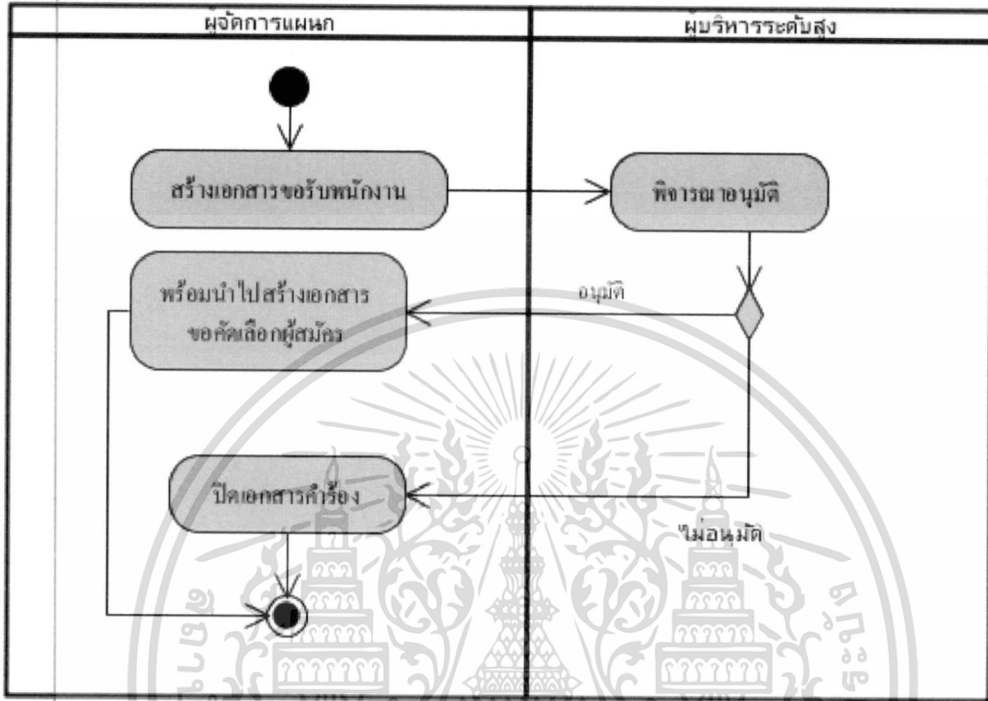 ผู้จัดการแผนก
ผู้บริหารระดับสูง
สร้างเอกสารขอรับพนักงาน
พิจารณาอนุมัติ
พร้อมนำไปสร้างเอกสาร
ขอคัดเลือกผู้สมัคร
อนุมัติ
ปิดเอกสารคำร้อง
ไม่อนุมัติ